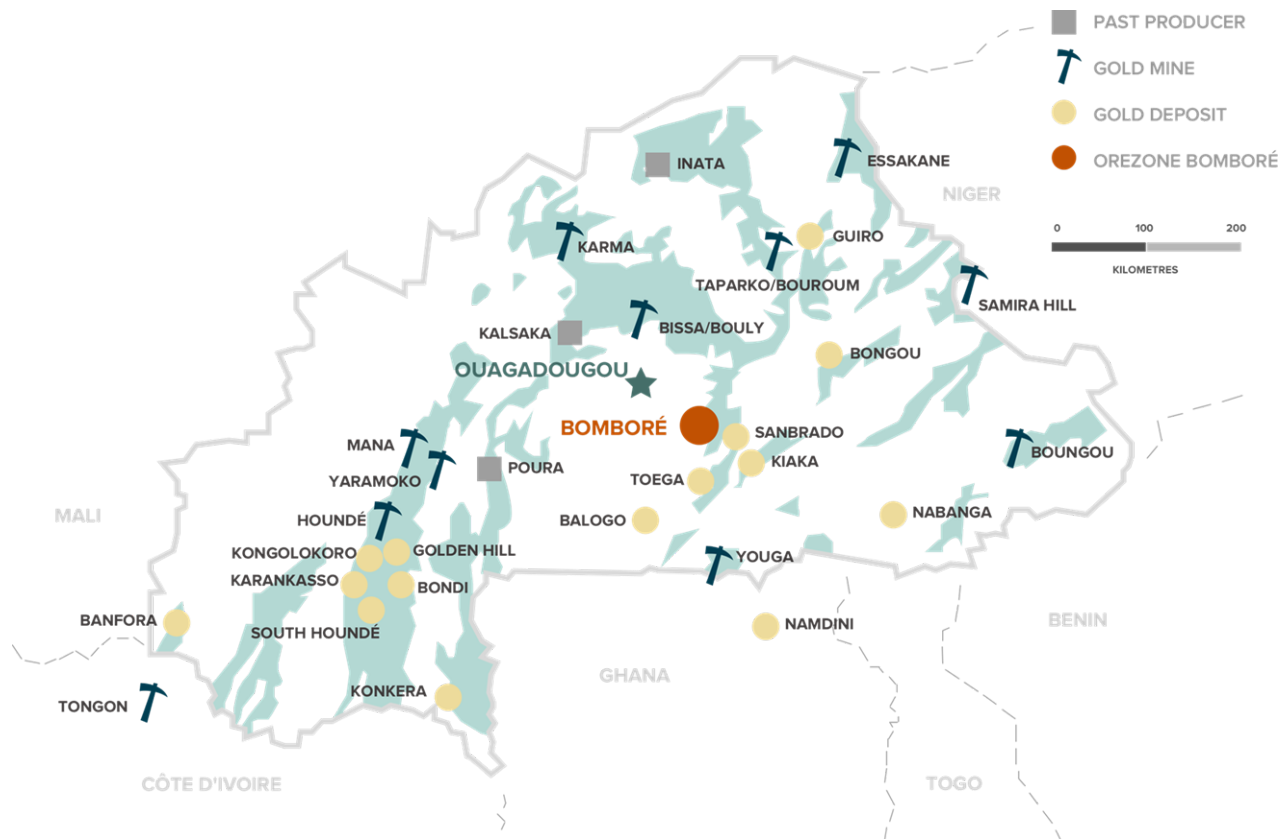 PAST PRODUCER
GOLD MINE
GOLD DEPOSIT
OREZONE BOMBORÉ
0 100 200
KILOMETRES
INATA
ESSAKANE
NIGER
GUIRO
KARMA
TAPARKO/BOUROUM
SAMIRA HILL
BISSA/BOULY
KALSAKA
BONGOU
OUAGADOUGOU
BOMBORÉ
SANBRADO
MANA
BOUNGOU
KIAKA
POURA
YARAMOKO
TOEGA
MALI
HOUNDÉ
BALOGO
NABANGA
KONGOLOKORO
GOLDEN HILL
YOUGA
KARANKASSO
BONDI
BANFORA
BENIN
NAMDINI
SOUTH HOUNDÉ
GHANA
KONKERA
TONGON
CÔTE D'IVOIRE
TOGO